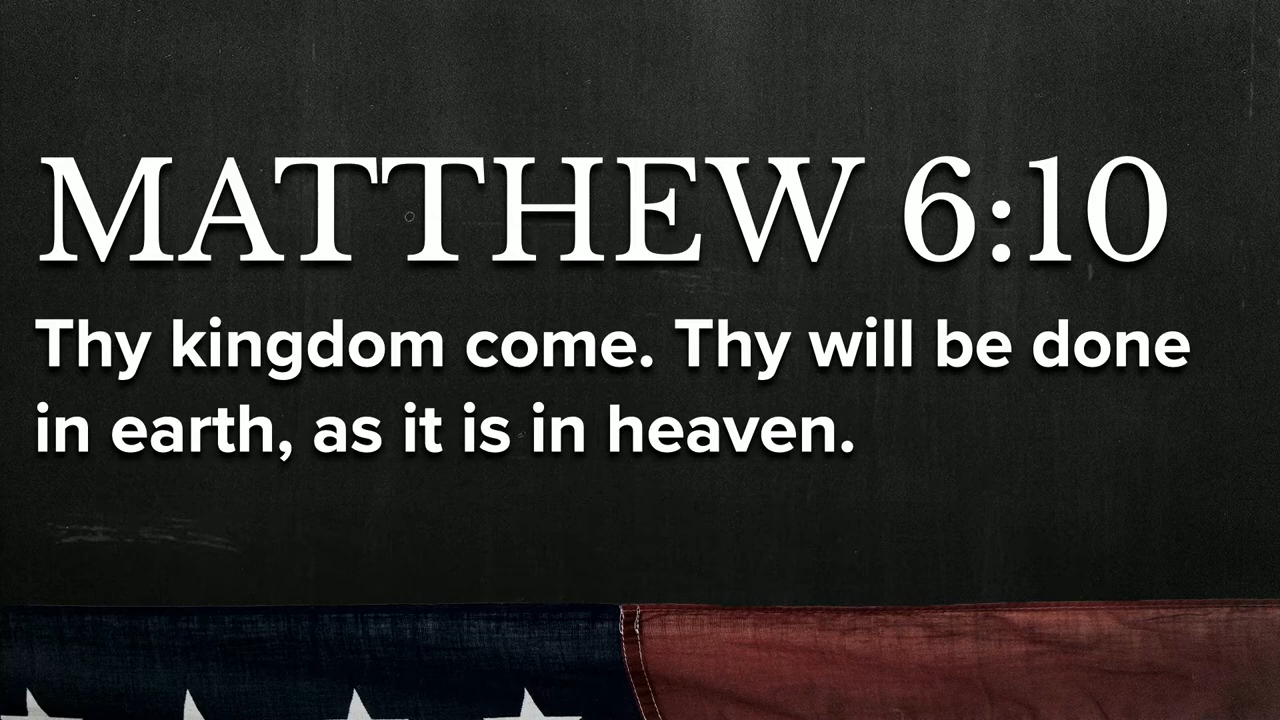 MATTHEW 6:10
Thy kingdom come. Thy will be done
in earth, as it is in heaven.